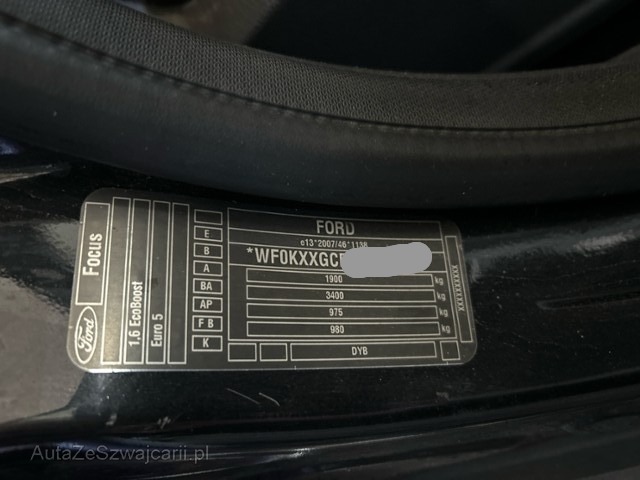 Focus
Ford
1.6 EcoBoost
Euro 5
E
B
A
BA
AP
F B
K
FORD
e13*2007/46*1138
*WF0KXXGC
1900 kg
3400 kg
975 kg
980 kg
DYB
AutaZeSzwajcarii.pl